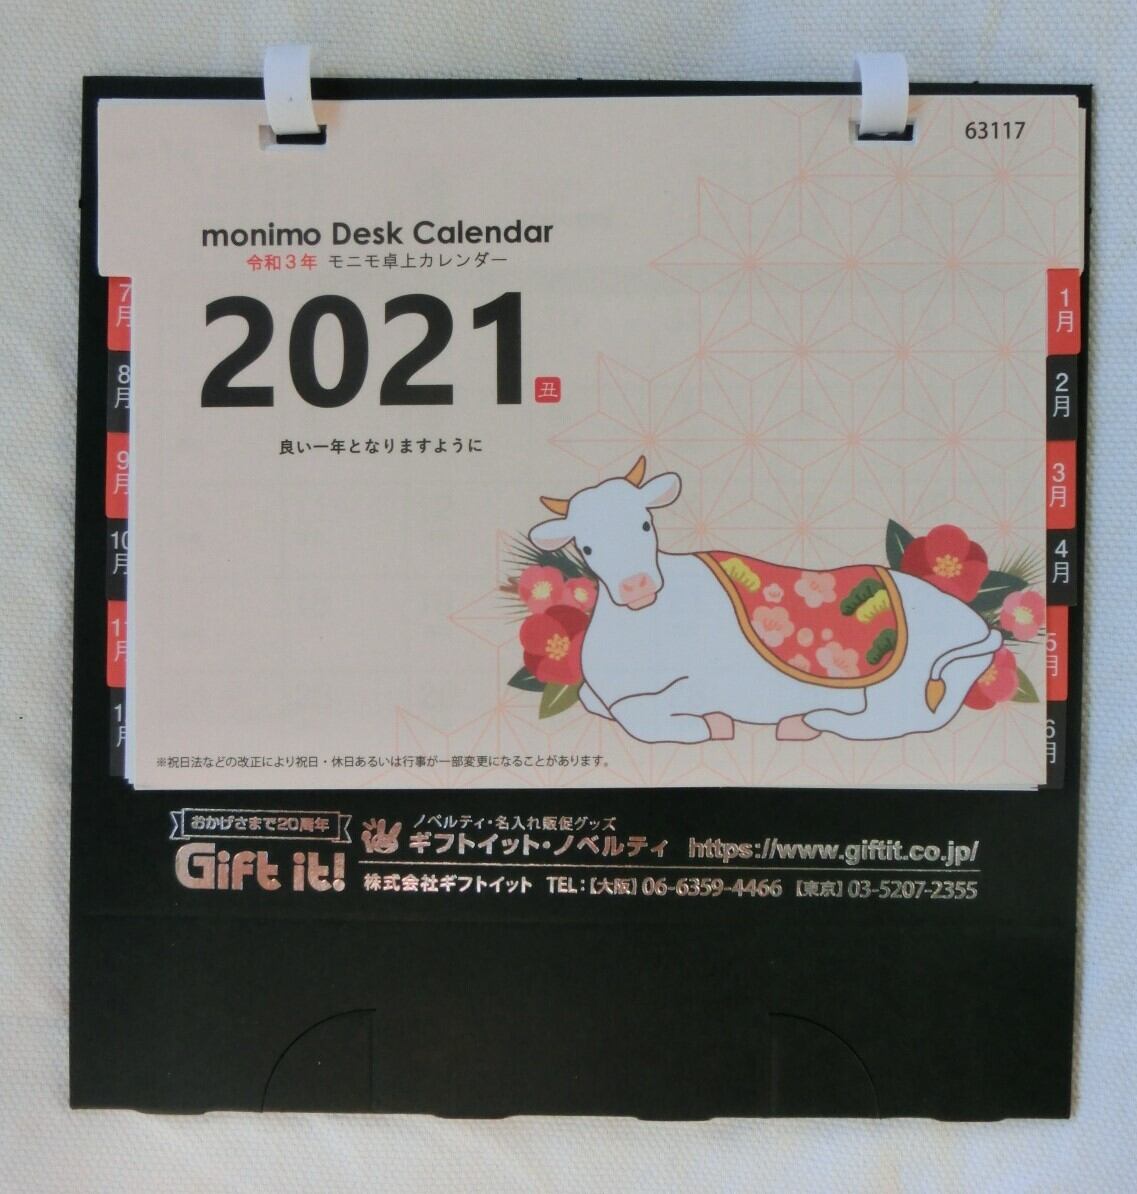 63117
monimo Desk Calendar
令和3年 モニモ卓上カレンダー
2021 丑
良い一年となりますように
7月
8月
9月
10月
11月
1月
2月
3月
4月
5月
6月
※祝日法などの改正により祝日・休日あるいは行事が一部変更になることがあります。
おかげさまで20周年
Gift it!
ノベルティ・名入れ販促グッズ
ギフトイット・ノベルティ https://www.giftit.co.jp/
株式会社ギフトイット TEL:【大阪】06-6359-4466 【東京】03-5207-2355